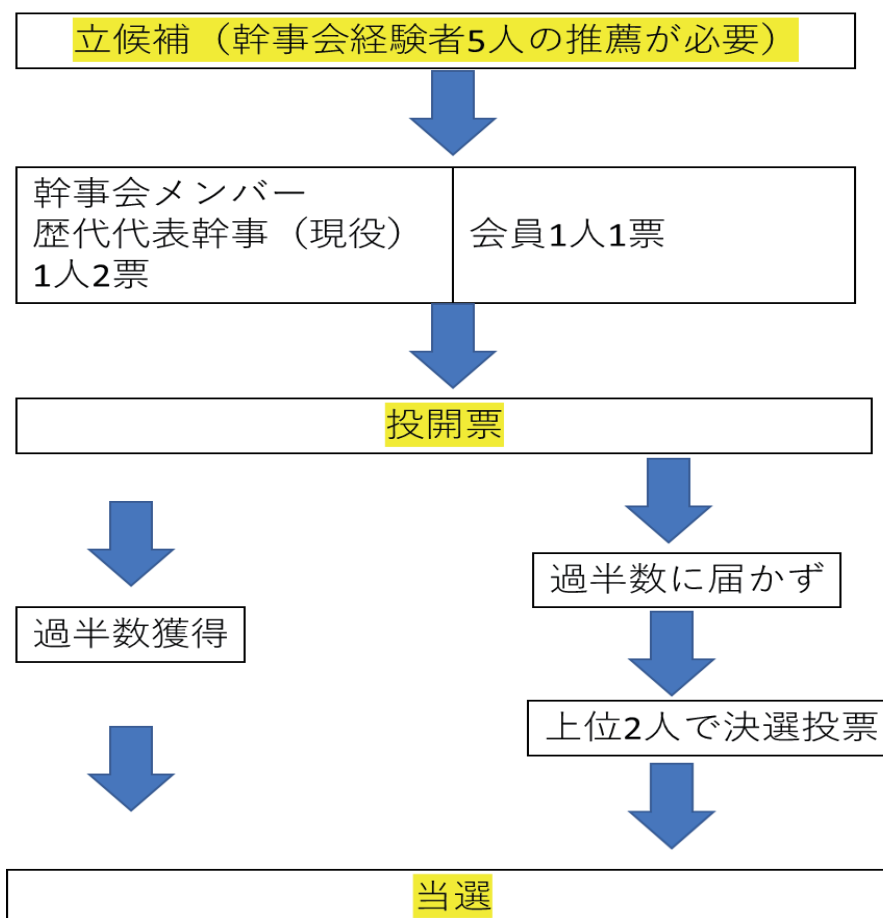 立候補（幹事会経験者5人の推薦が必要）
幹事会メンバー
歴代代表幹事（現役）
1人2票
会員1人1票
投開票
過半数に届かず
過半数獲得
上位2人で決選投票
当選